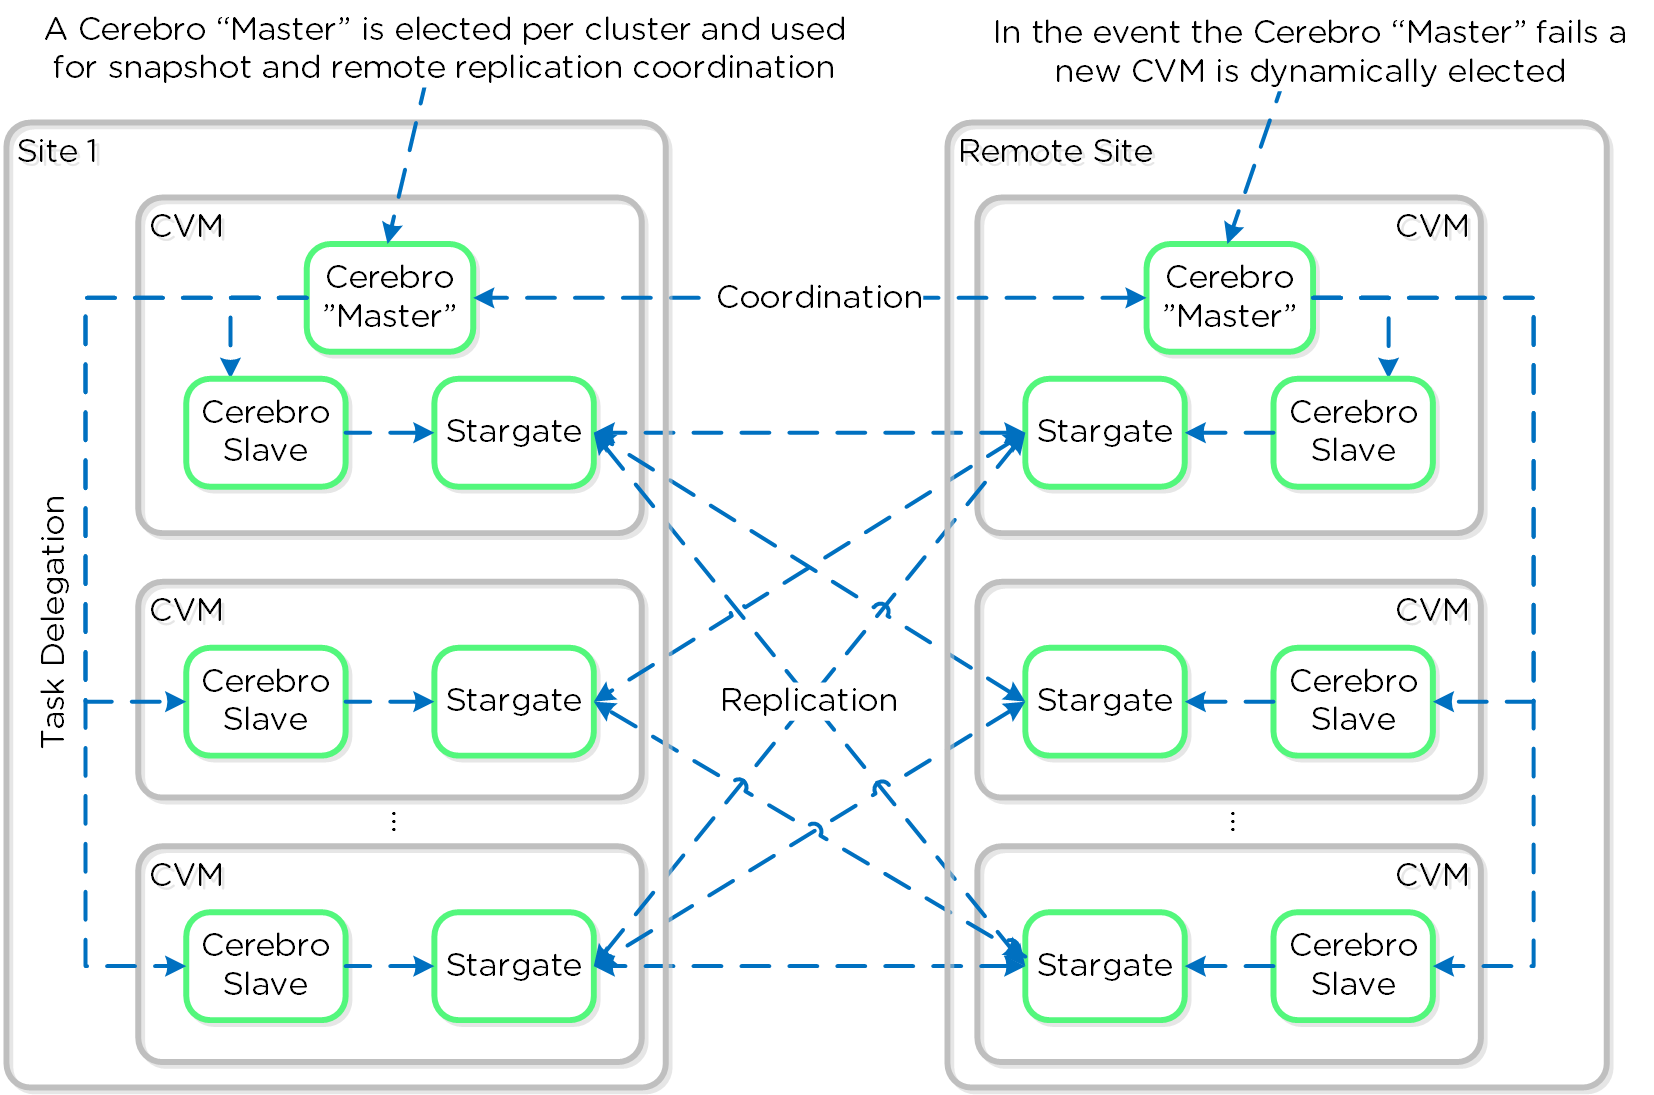 A Cerebro “Master” is elected per cluster and used
for snapshot and remote replication coordination
In the event the Cerebro “Master” fails a
new CVM is dynamically elected
Site 1
CVM
Cerebro
”Master”
Cerebro
Slave
Stargate
Task Delegation
CVM
Cerebro
Slave
Stargate
⋮
CVM
Cerebro
Slave
Stargate
Coordination
Replication
Remote Site
CVM
Cerebro
”Master”
Stargate
Cerebro
Slave
CVM
Stargate
Cerebro
Slave
⋮
CVM
Stargate
Cerebro
Slave